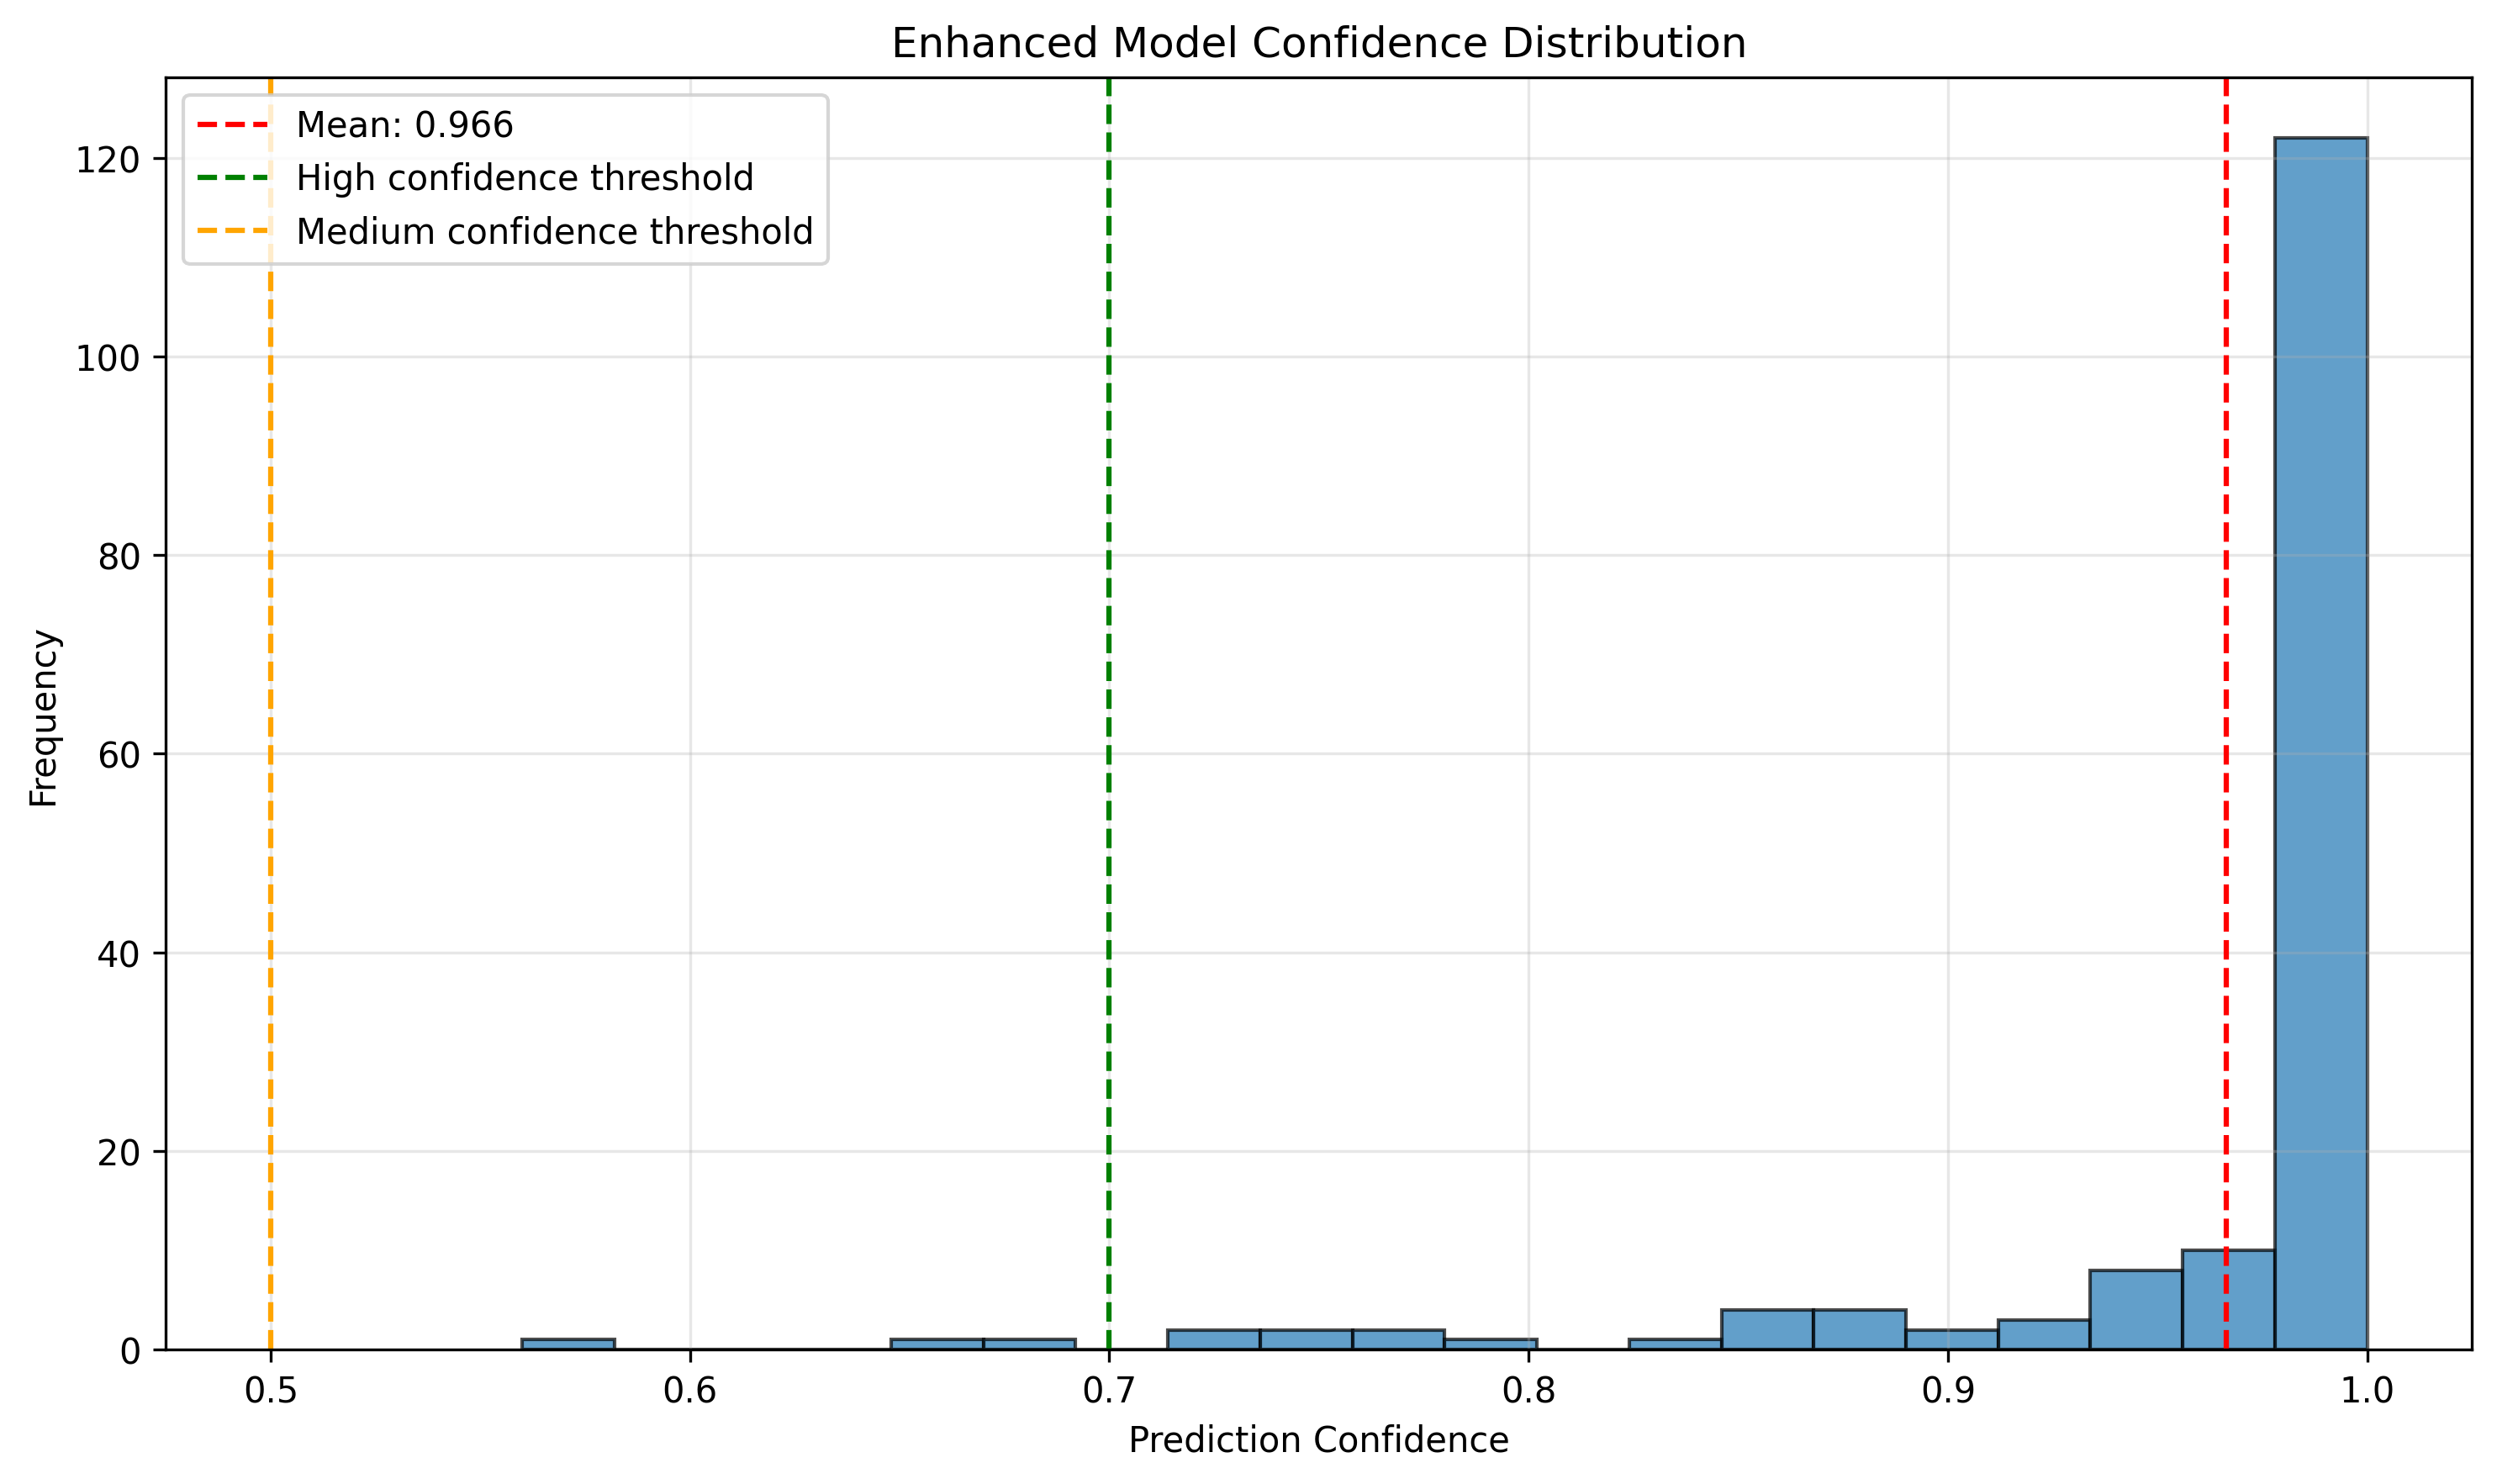 Enhanced Model Confidence Distribution
Mean: 0.966
High confidence threshold
Medium confidence threshold
120
100
80
60
40
20
0
Frequency
0.5 0.6 0.7 0.8 0.9 1.0
Prediction Confidence